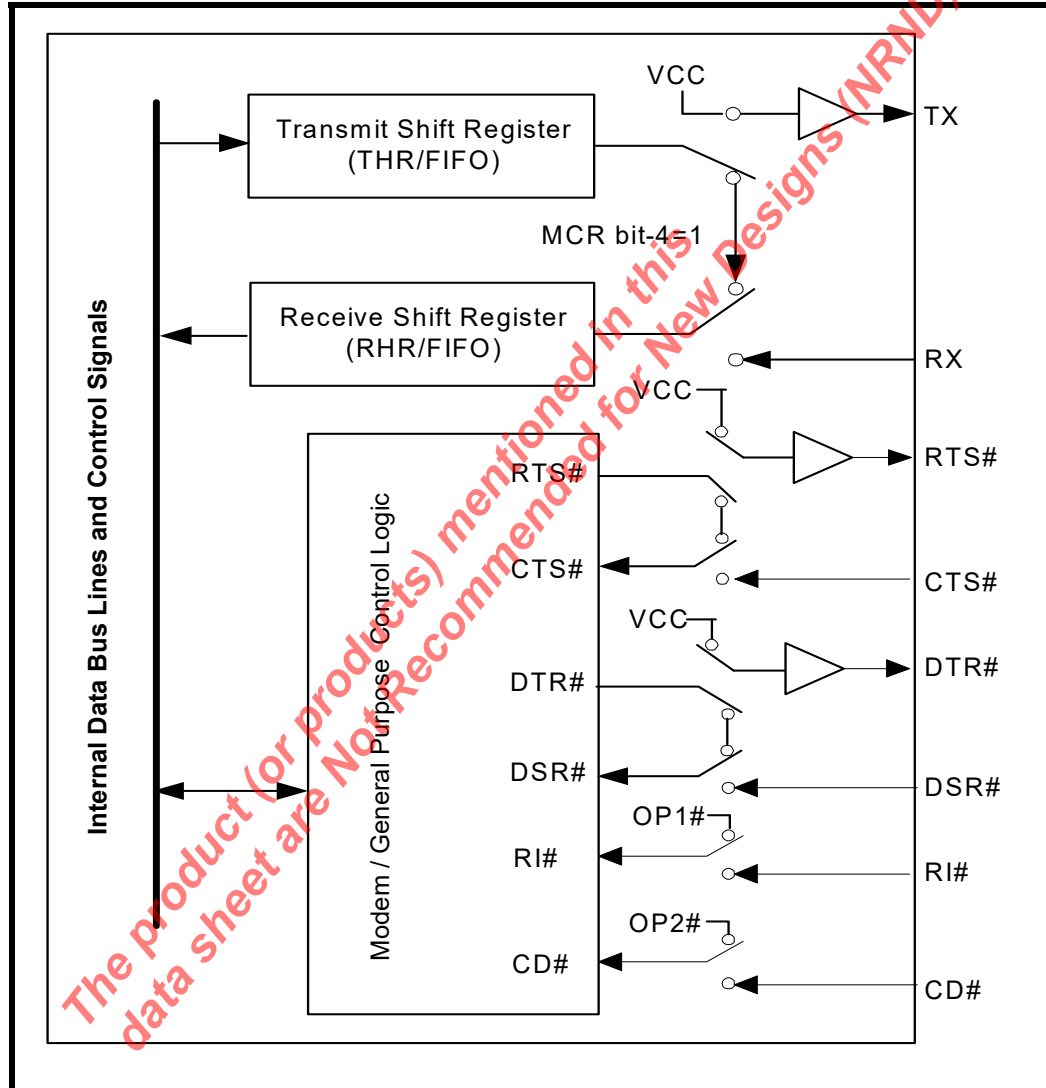 VCC
TX
Transmit Shift Register
(THR/FIFO)
MCR bit-4=1
Receive Shift Register
(RHR/FIFO)
RX
VCC
RTS#
RTS#
CTS#
CTS#
VCC
DTR#
DTR#
DSR#
DSR#
OP1#
RI#
RI#
OP2#
CD#
CD#
Internal Data Bus Lines and Control Signals
Modem / General Purpose Control Logic
The product (or products) mentioned in this
data sheet are Not Recommended for New Designs (NRND)